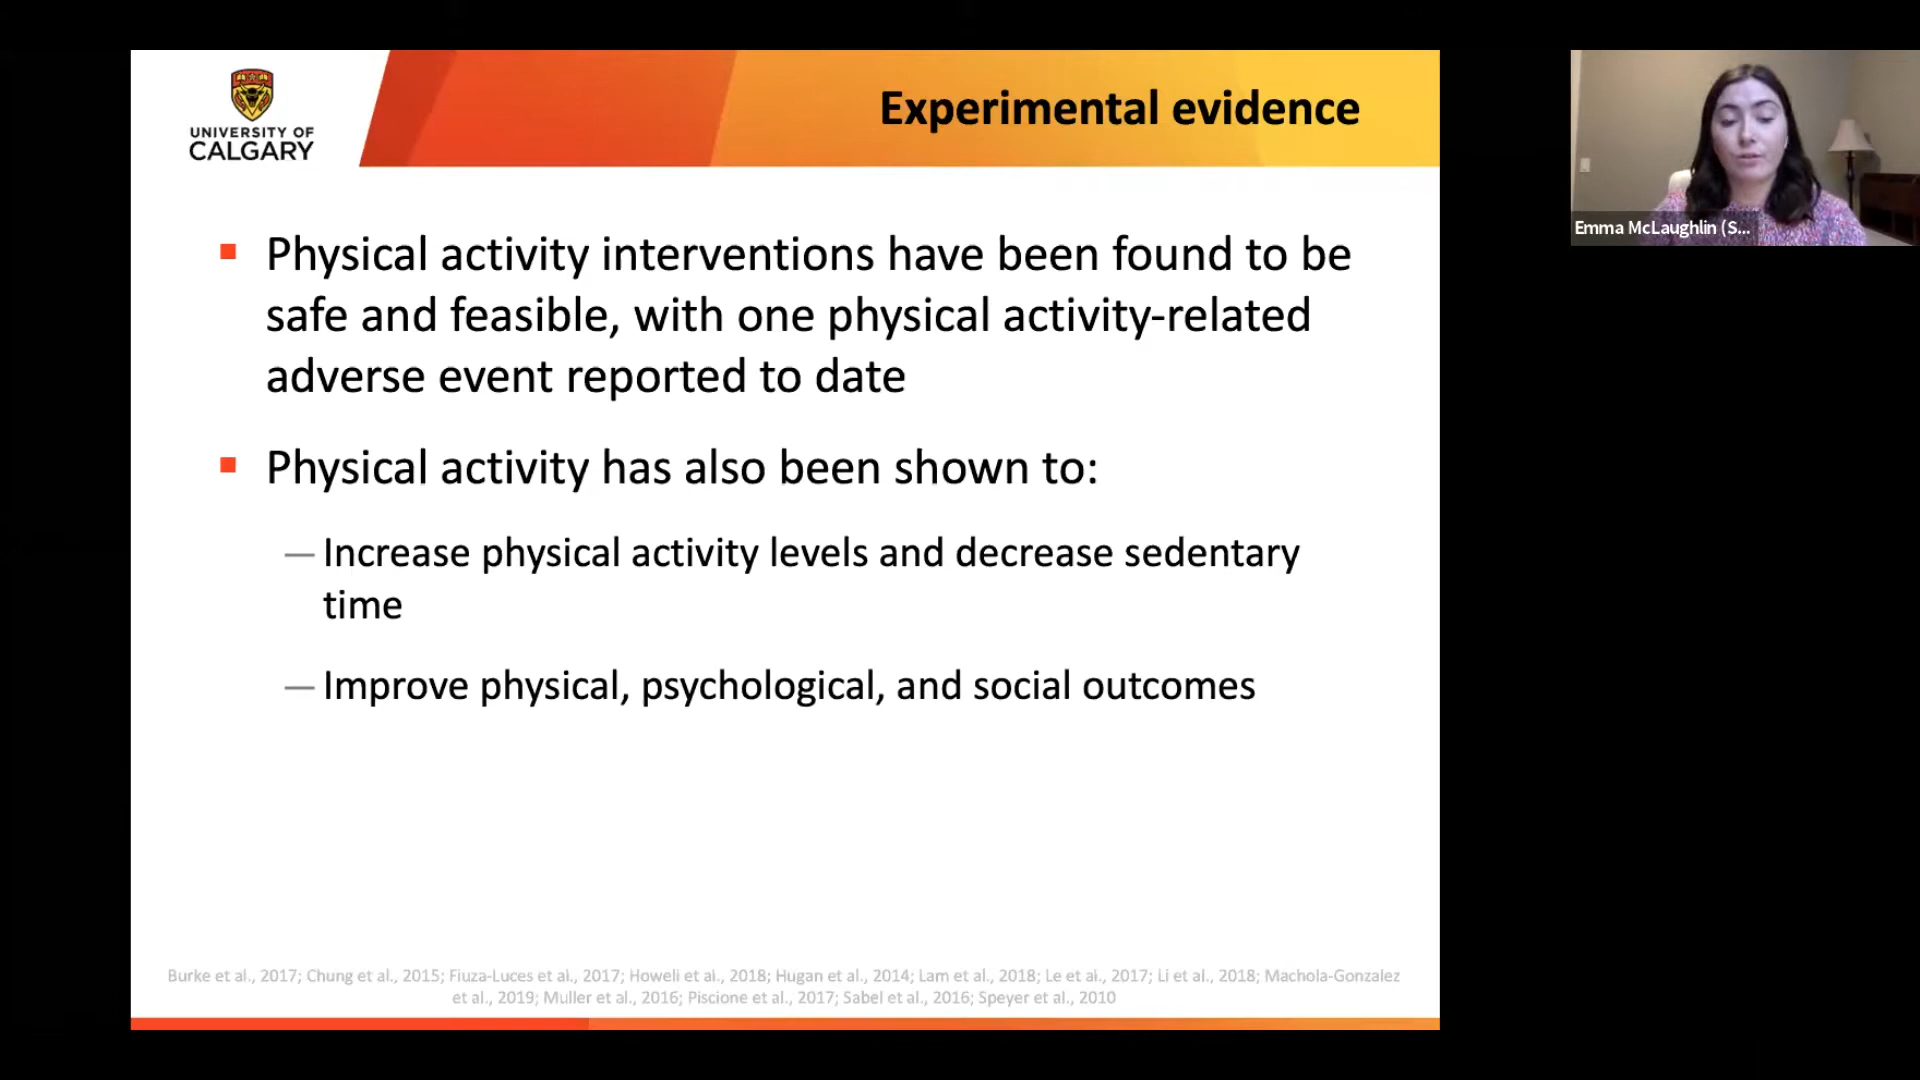 UNIVERSITY OF
CALGARY
Experimental evidence
Physical activity interventions have been found to be
safe and feasible, with one physical activity-related
adverse event reported to date
Physical activity has also been shown to:
— Increase physical activity levels and decrease sedentary
time
— Improve physical, psychological, and social outcomes
Burke et al., 2017; Chung et al., 2015; Fiuza-Luces et al., 2017; Howell et al., 2018; Hugan et al., 2014; Lam et al., 2018; Le et al., 2017; Li et al., 2018; Machola-Gonzalez
et al., 2019; Muller et al., 2016; Piscione et al., 2017; Sabel et al., 2016; Speyer et al., 2010
Emma McLaughlin (S...